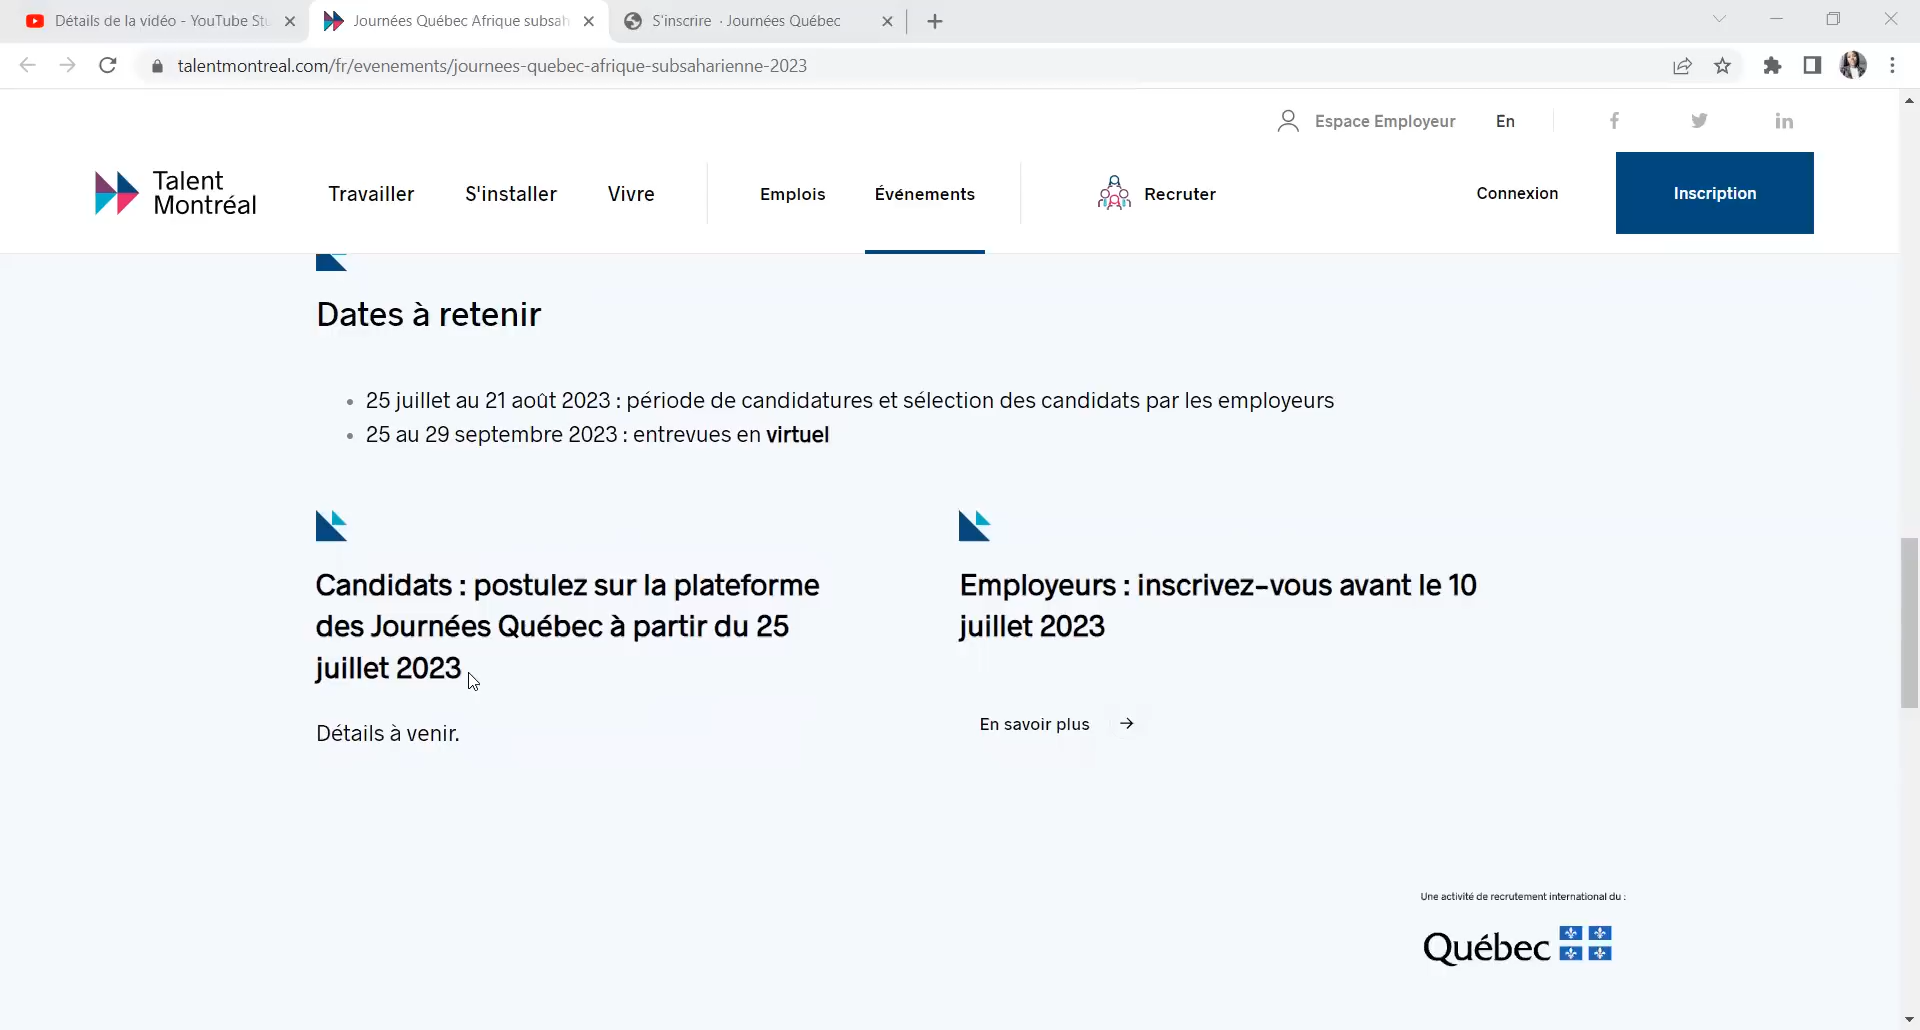 Détails de la vidéo - YouTube Stu
Journées Québec Afrique subsah
S'inscrire · Journées Québec
talentmontreal.com/fr/evenements/journees-quebec-afrique-subsaharienne-2023
Espace Employeur
En
Talent
Montréal
Travailler
S'installer
Vivre
Emplois
Événements
Recruter
Connexion
Inscription
Dates à retenir
• 25 juillet au 21 août 2023 : période de candidatures et sélection des candidats par les employeurs
• 25 au 29 septembre 2023 : entrevues en virtuel
Candidats : postulez sur la plateforme
des Journées Québec à partir du 25
juillet 2023
Détails à venir.
Employeurs : inscrivez-vous avant le 10
juillet 2023
En savoir plus →
Une activité de recrutement international du :
Québec